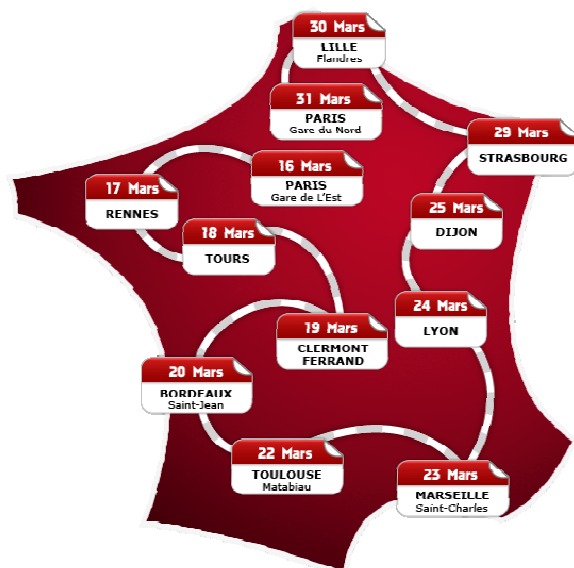 30 Mars
LILLE
Flandres
31 Mars
PARIS
Gare du Nord
29 Mars
STRASBOURG
16 Mars
PARIS
Gare de L'Est
17 Mars
RENNES
25 Mars
DIJON
18 Mars
TOURS
24 Mars
LYON
19 Mars
CLERMONT
FERRAND
20 Mars
BORDEAUX
Saint-Jean
22 Mars
TOULOUSE
Matabiau
23 Mars
MARSEILLE
Saint-Charles